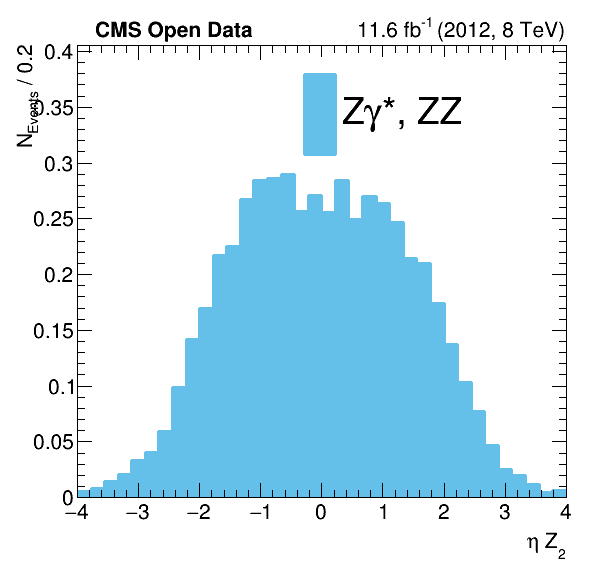 CMS Open Data 11.6 fb-1 (2012, 8 TeV)
NEvents / 0.2
0.4
0.35
0.3
0.25
0.2
0.15
0.1
0.05
0
Zγ*, ZZ
−4 −3 −2 −1 0 1 2 3 4
η Z2